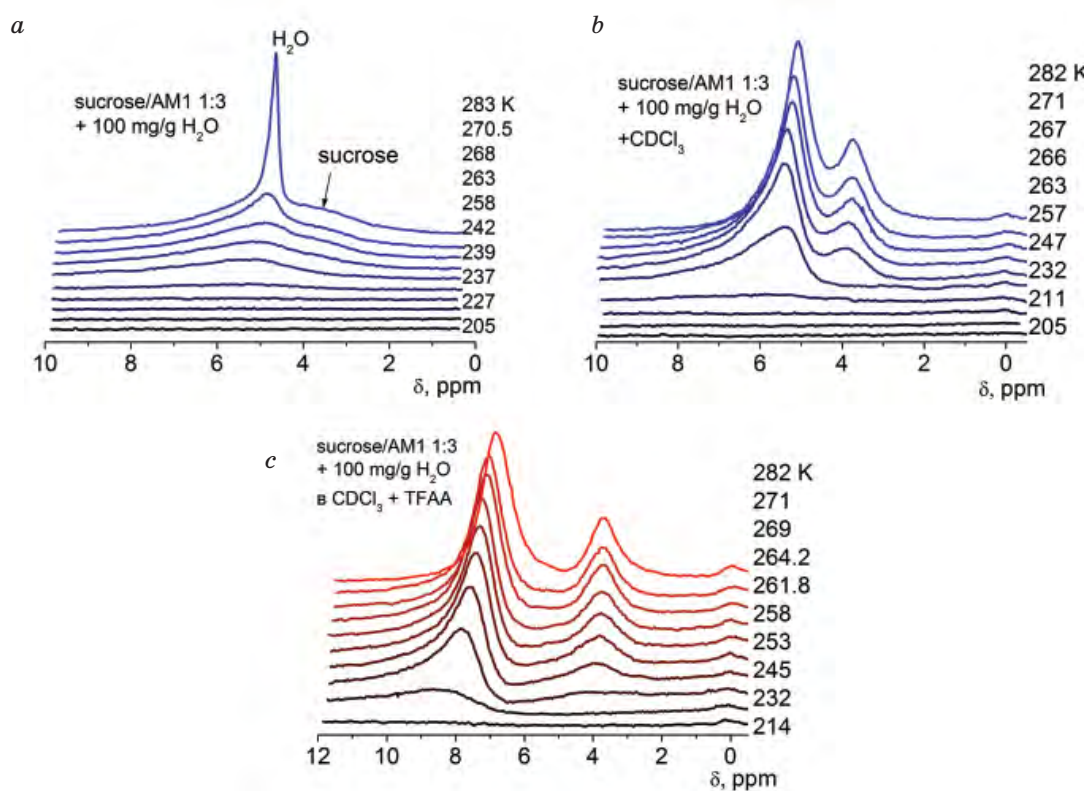 a
H₂O
sucrose/AM1 1:3
+ 100 mg/g H₂O
sucrose
283 K
270.5
268
263
258
242
239
237
227
205
10 8 6 4 2 0
δ, ppm
b
sucrose/AM1 1:3
+ 100 mg/g H₂O
+CDCl₃
282 K
271
267
266
263
257
247
232
211
205
10 8 6 4 2 0
δ, ppm
c
sucrose/AM1 1:3
+ 100 mg/g H₂O
в CDCl₃ + TFAA
282 K
271
269
264.2
261.8
258
253
245
232
214
12 10 8 6 4 2 0
δ, ppm